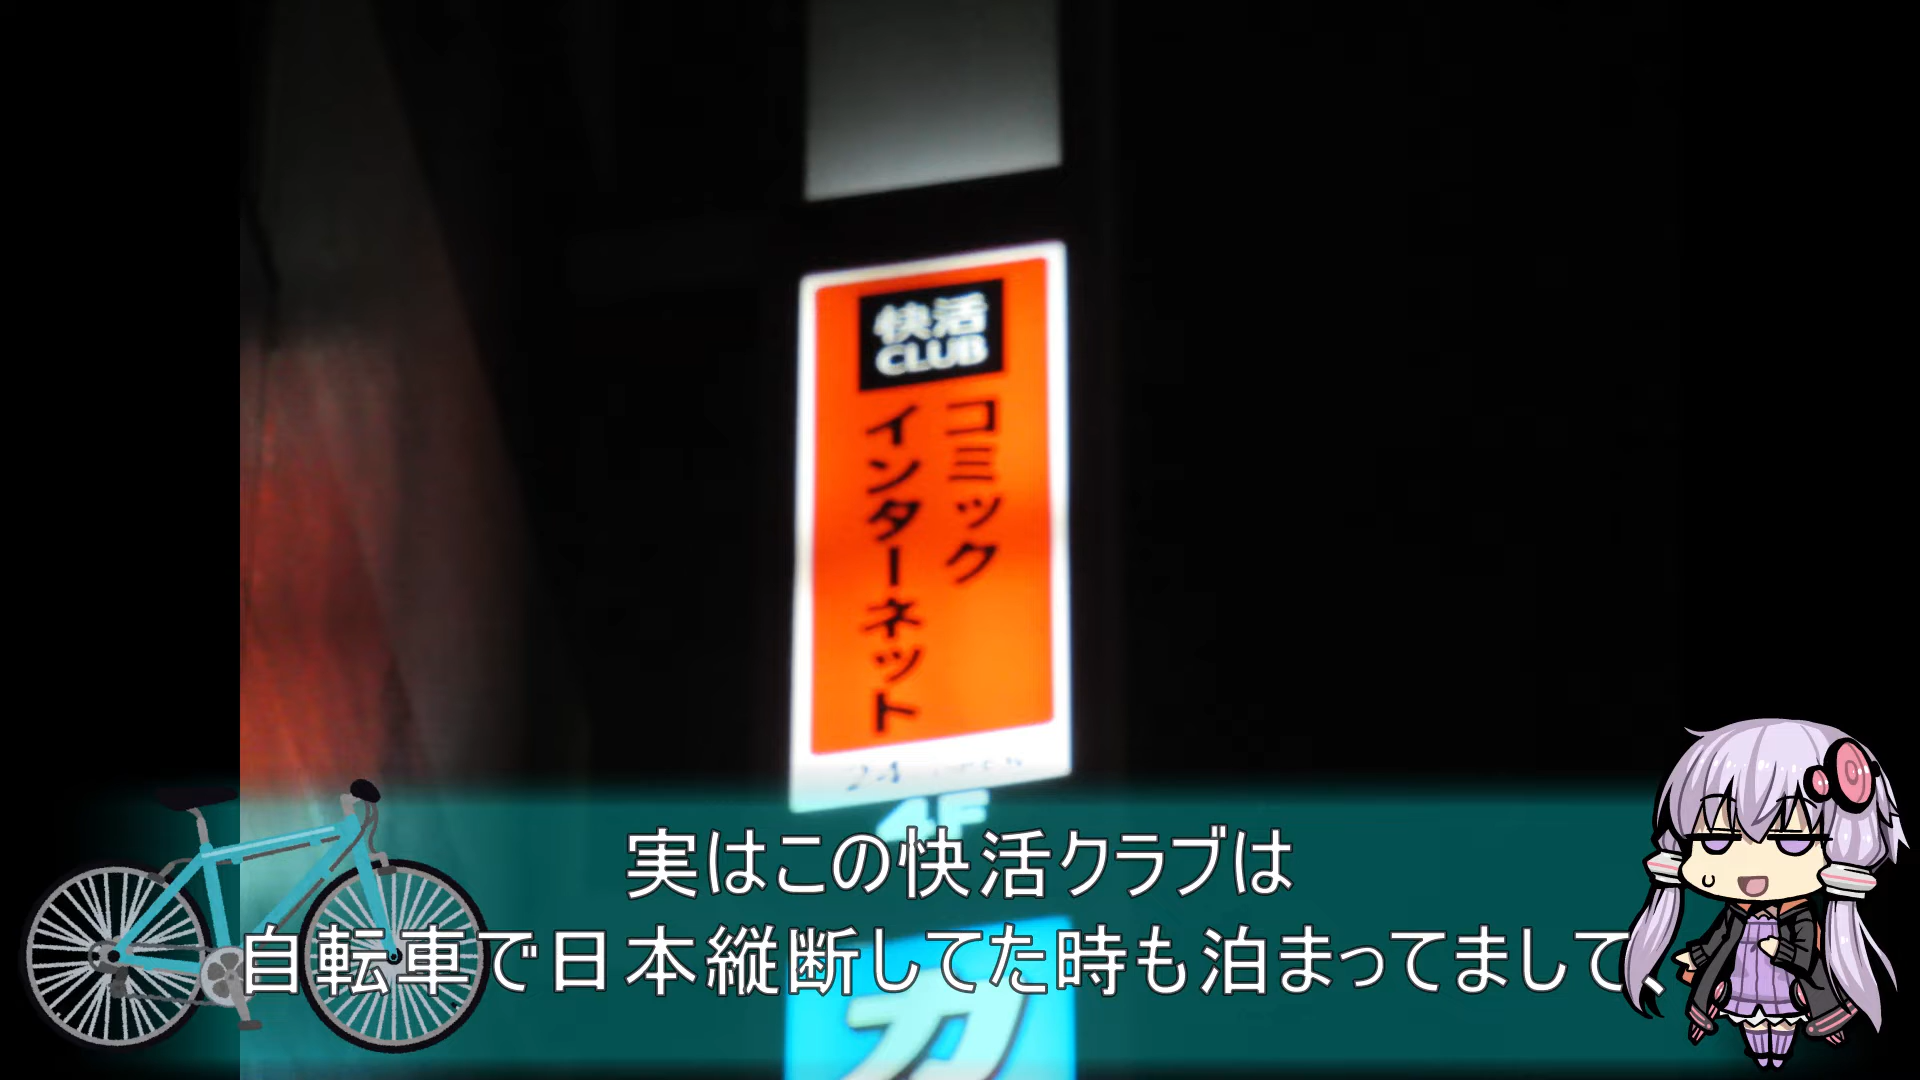 快活
CLUB
コミック
インターネット
24
4F
カ
実はこの快活クラブは
自転車で日本縦断してた時も泊まってまして、